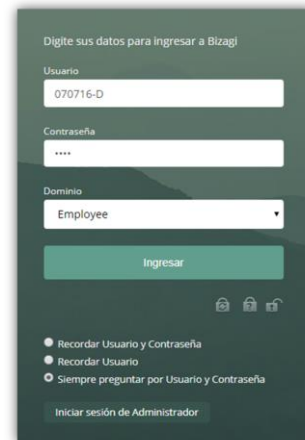 Digite sus datos para ingresar a Bizagi
Usuario
070716-D
Contraseña
····
Dominio
Employee
Ingresar
Recordar Usuario y Contraseña
Recordar Usuario
Siempre preguntar por Usuario y Contraseña
Iniciar sesión de Administrador